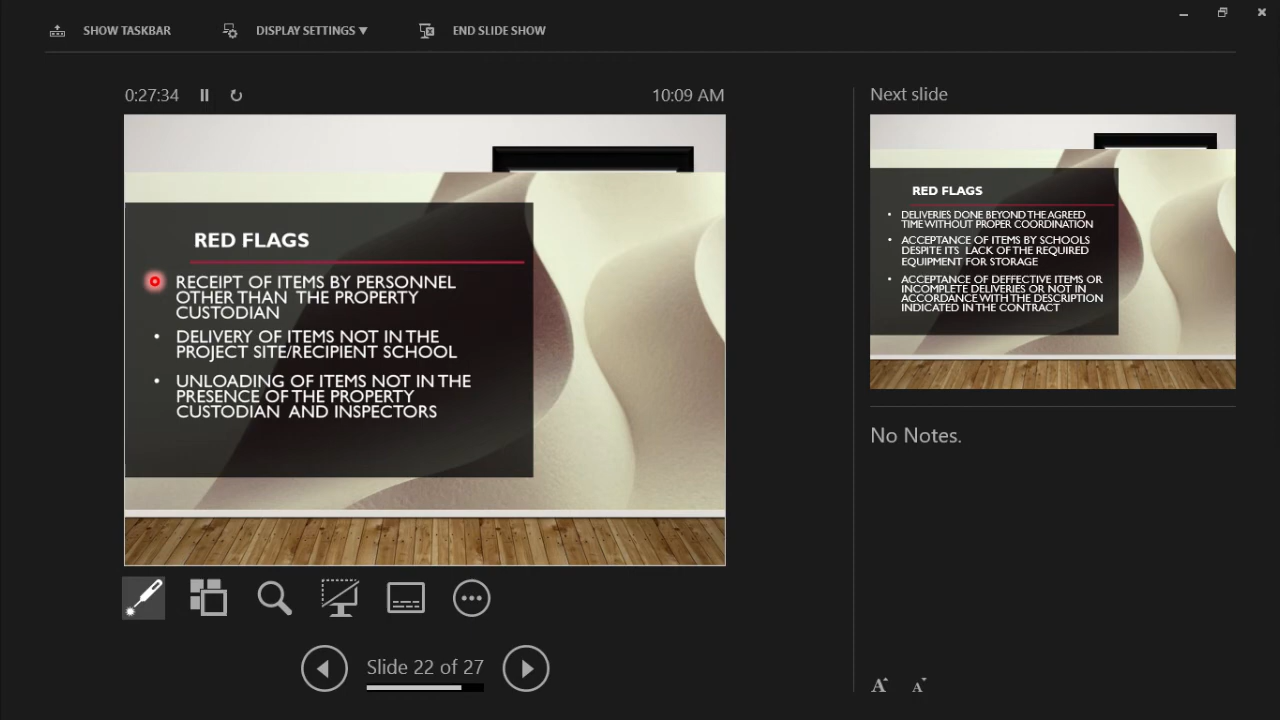 SHOW TASKBAR
DISPLAY SETTINGS ▼
END SLIDE SHOW
0:27:34
10:09 AM
RED FLAGS
RECEIPT OF ITEMS BY PERSONNEL
OTHER THAN THE PROPERTY
CUSTODIAN
• DELIVERY OF ITEMS NOT IN THE
PROJECT SITE/RECIPIENT SCHOOL
• UNLOADING OF ITEMS NOT IN THE
PRESENCE OF THE PROPERTY
CUSTODIAN AND INSPECTORS
Slide 22 of 27
Next slide
RED FLAGS
• DELIVERIES DONE BEYOND THE AGREED
TIME WITHOUT PROPER COORDINATION
• ACCEPTANCE OF ITEMS BY SCHOOLS
DESPITE ITS LACK OF THE REQUIRED
EQUIPMENT FOR STORAGE
• ACCEPTANCE OF DEFFECTIVE ITEMS OR
INCOMPLETE DELIVERIES OR NOT IN
ACCORDANCE WITH THE DESCRIPTION
INDICATED IN THE CONTRACT
No Notes.
A A